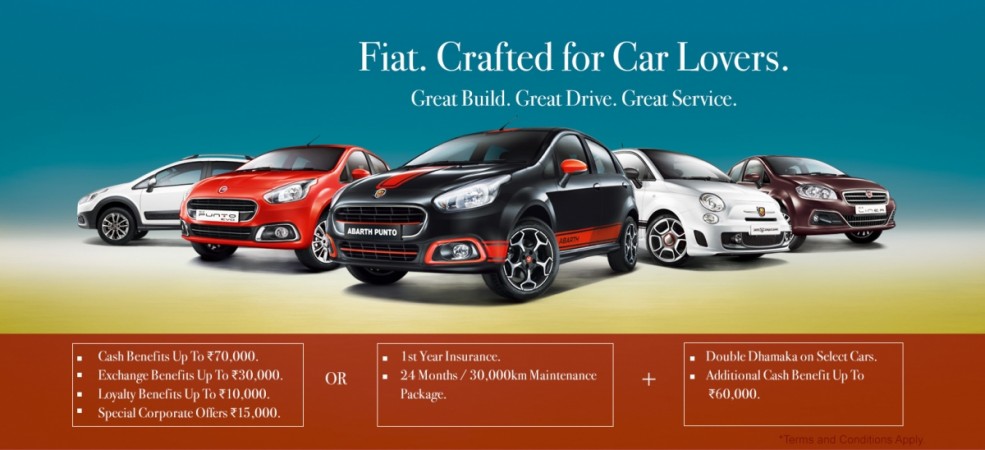 Fiat. Crafted for Car Lovers.
Great Build. Great Drive. Great Service.
PUNTO
ABARTH PUNTO
ABARTH
Cash Benefits Up To ₹70,000.
Exchange Benefits Up To ₹30,000.
Loyalty Benefits Up To ₹10,000.
Special Corporate Offers ₹15,000.
OR
1st Year Insurance.
24 Months / 30,000km Maintenance
Package.
+
Double Dhamaka on Select Cars.
Additional Cash Benefit Up To
₹60,000.
*Terms and Conditions Apply